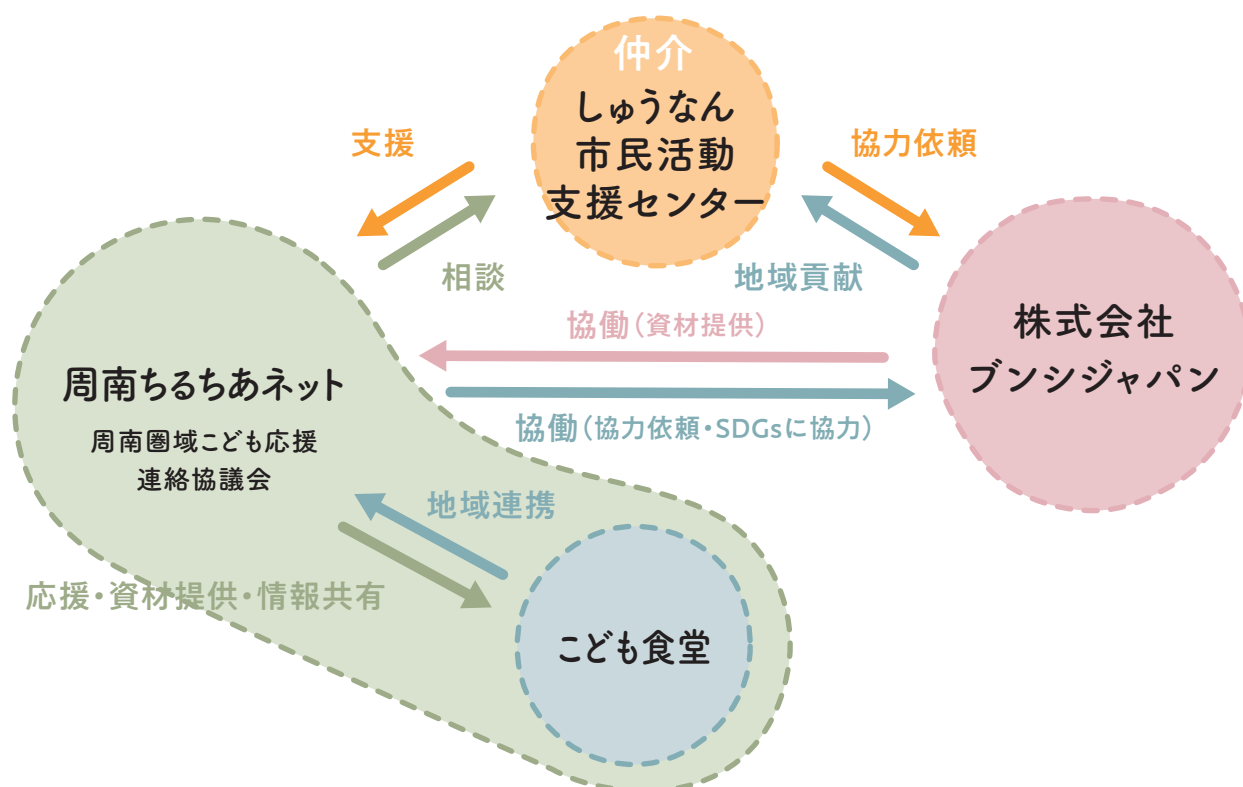 仲介
しゅうなん
市民活動
支援センター
支援
協力依頼
相談
地域貢献
協働（資材提供）
株式会社
ブンシジャパン
周南ちるちあネット
周南圏域こども応援
連絡協議会
協働（協力依頼・SDGsに協力）
地域連携
応援・資材提供・情報共有
こども食堂